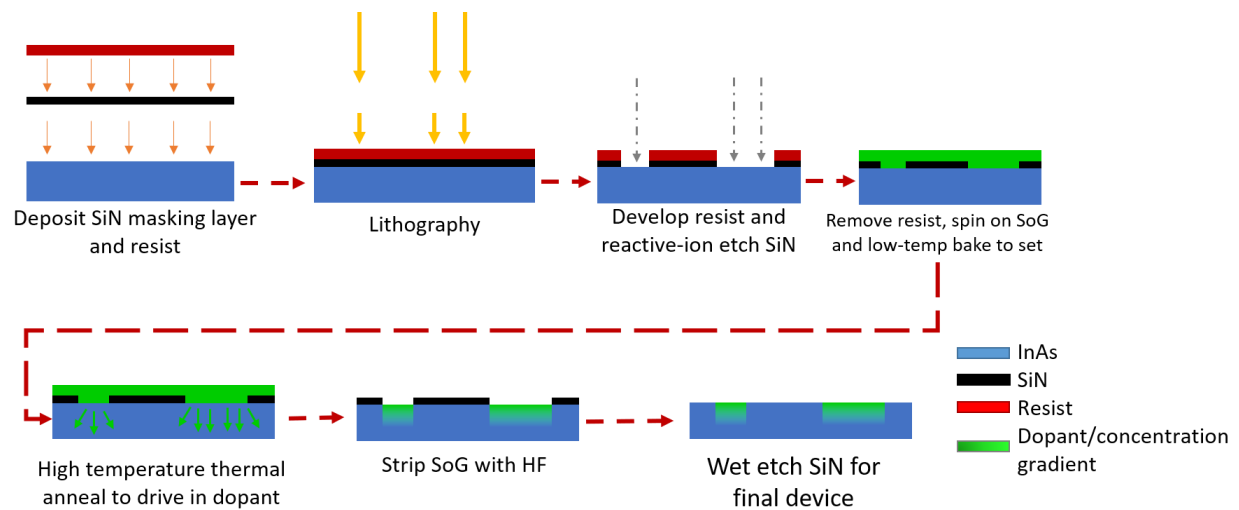 Deposit SiN masking layer
and resist
Lithography
Develop resist and
reactive-ion etch SiN
Remove resist, spin on SoG
and low-temp bake to set
High temperature thermal
anneal to drive in dopant
Strip SoG with HF
Wet etch SiN for
final device
InAs
SiN
Resist
Dopant/concentration
gradient